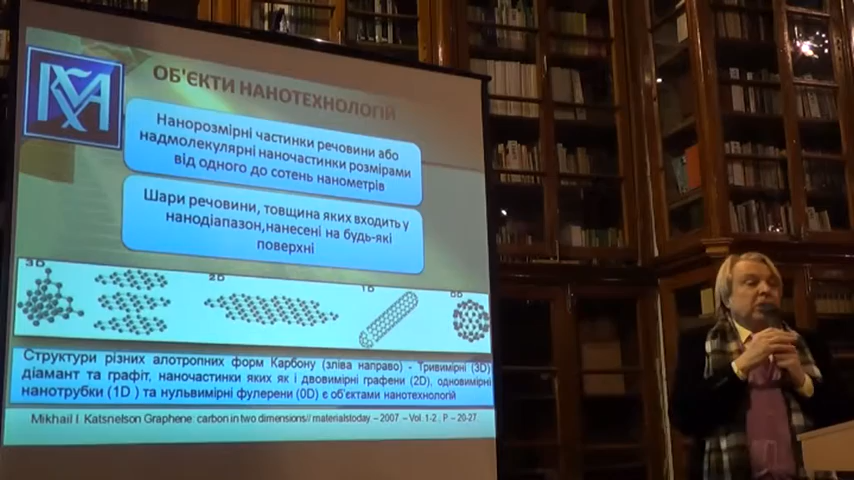 ІХА
ОБ'ЄКТИ НАНОТЕХНОЛОГІЙ
Нанорозмірні частинки речовини або
надмолекулярні наночастинки розмірами
від одного до сотень нанометрів
Шари речовини, товщина яких входить у
нанодіапазон,нанесені на будь-які
поверхні
3D 2D 1D 0D
Структури різних алотропних форм Карбону (зліва направо) - Тривимірні (3D)
діамант та графіт, наночастинки яких як і двовимірні графени (2D), одновимірні
нанотрубки (1D ) та нульвимірні фулерени (0D) є об'єктами нанотехнологій
Mikhail I. Katsnelson Graphene: carbon in two dimensions// materialstoday. – 2007. – Vol. 1-2., P. – 20-27.